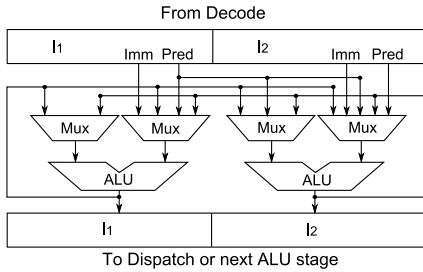 From Decode
I1 I2
Imm Pred Imm Pred
Mux Mux Mux Mux
ALU ALU
I1 I2
To Dispatch or next ALU stage